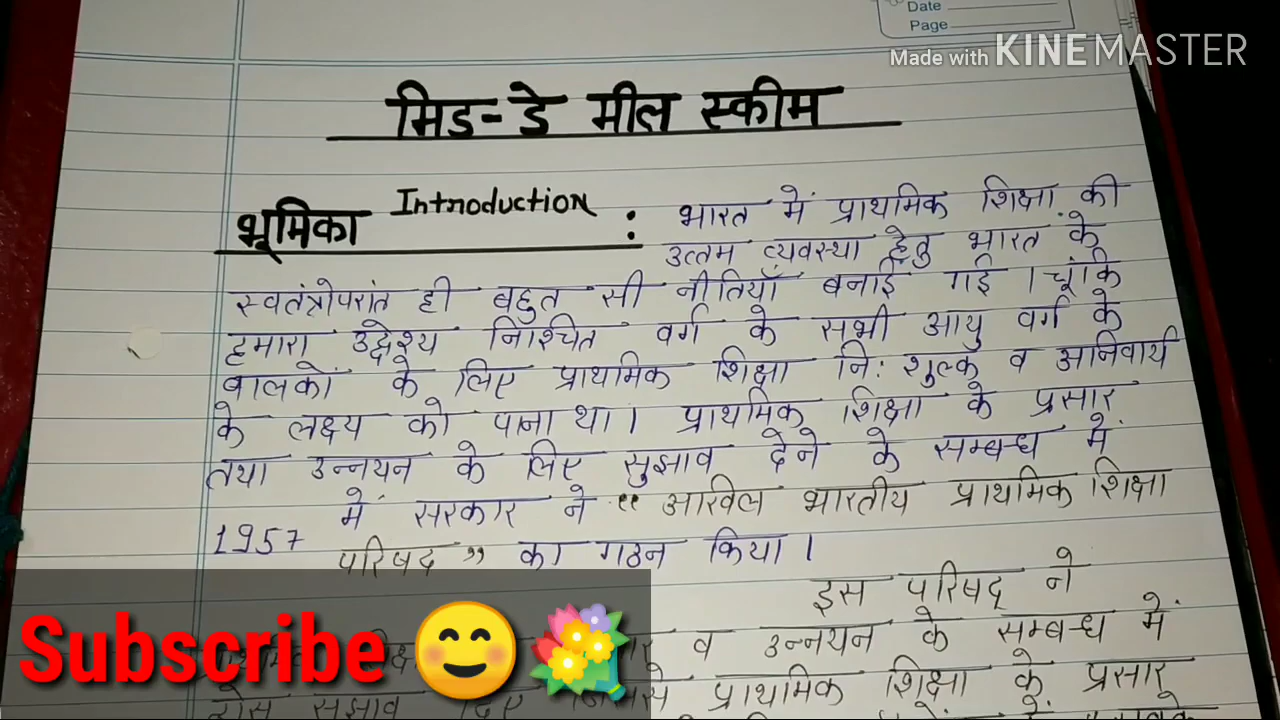 Date
Page
Made with KINEMASTER
मिड-डे मील स्कीम
भूमिका Introduction :
भारत में प्राथमिक शिक्षा की
उत्तम व्यवस्था हेतु भारत के
स्वतंत्रोपरांत ही बहुत सी नीतियाँ बनाई गई । चूंकि
हमारा उद्देश्य निश्चित वर्ग के सभी आयु वर्ग के
बालकों के लिए प्राथमिक शिक्षा नि: शुल्क व अनिवार्य
के लक्ष्य को पाना था। प्राथमिक शिक्षा के प्रसार
तथा उन्नयन के लिए सुझाव देने के सम्बन्ध में
1957 में सरकार ने "अखिल भारतीय प्राथमिक शिक्षा
परिषद" का गठन किया ।
इस परिषद् ने
व उन्नयन के सम्बन्ध में
प्राथमिक शिक्षा के प्रसार
Subscribe